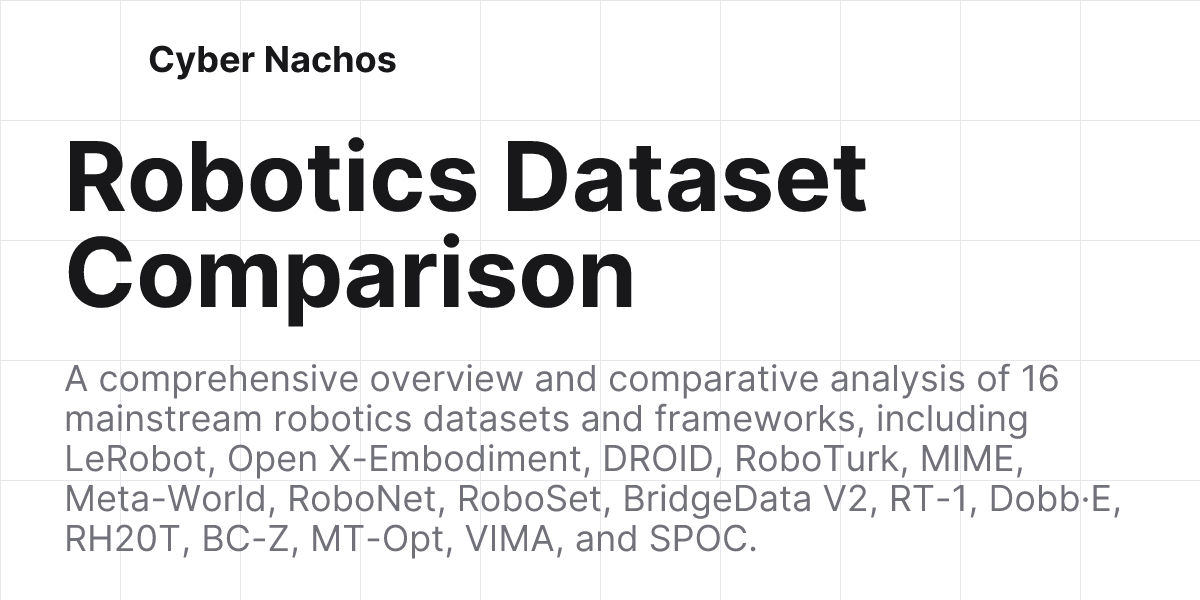 Cyber Nachos
Robotics Dataset
Comparison
A comprehensive overview and comparative analysis of 16
mainstream robotics datasets and frameworks, including
LeRobot, Open X-Embodiment, DROID, RoboTurk, MIME,
Meta-World, RoboNet, RoboSet, BridgeData V2, RT-1, Dobb·E,
RH20T, BC-Z, MT-Opt, VIMA, and SPOC.